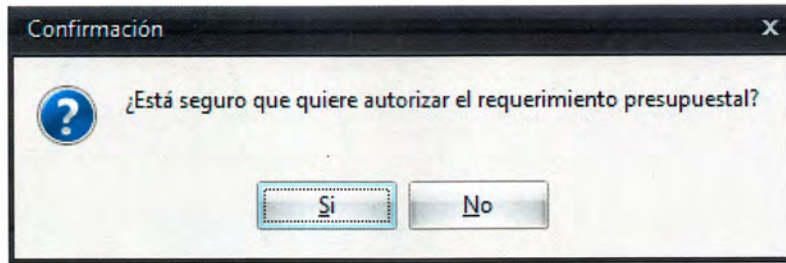 Confirmación
x
¿Está seguro que quiere autorizar el requerimiento presupuestal?
Si
No